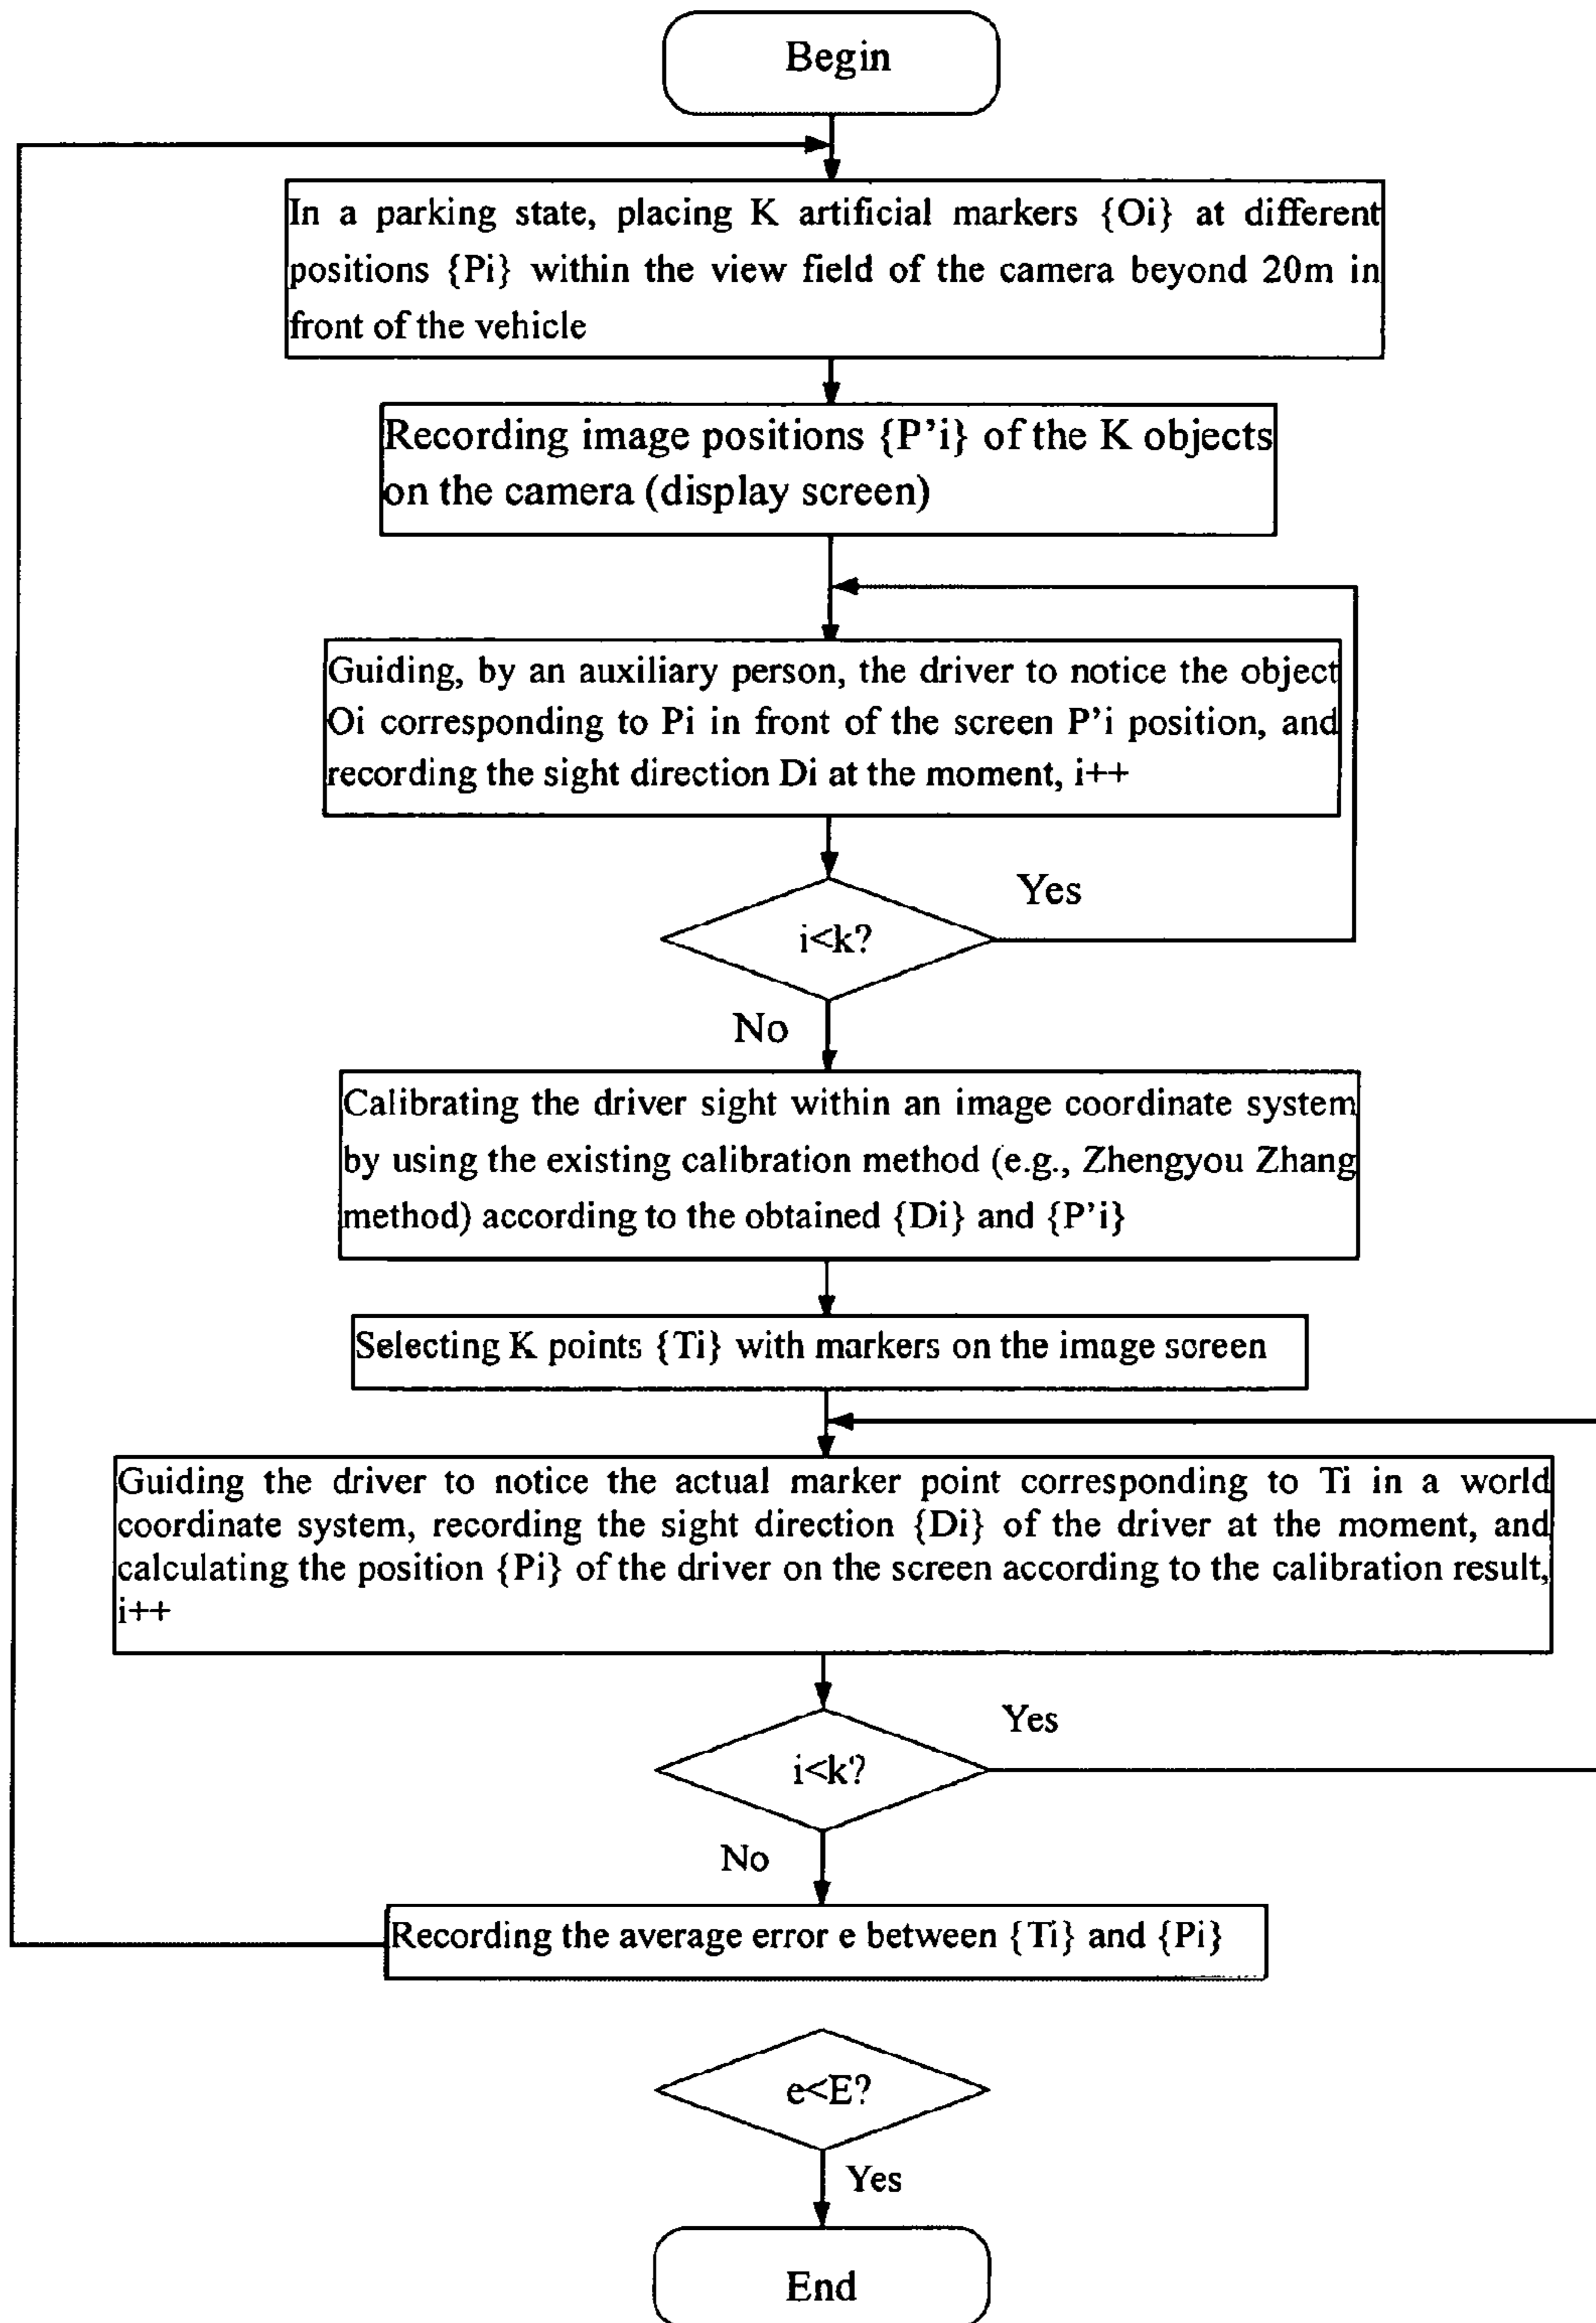 Begin
In a parking state, placing K artificial markers {Oi} at different
positions {Pi} within the view field of the camera beyond 20m in
front of the vehicle
Recording image positions {P’i} of the K objects
on the camera (display screen)
Guiding, by an auxiliary person, the driver to notice the object
Oi corresponding to Pi in front of the screen P’i position, and
recording the sight direction Di at the moment, i++
Yes
i<k?
No
Calibrating the driver sight within an image coordinate system
by using the existing calibration method (e.g., Zhengyou Zhang
method) according to the obtained {Di} and {P’i}
Selecting K points {Ti} with markers on the image screen
Guiding the driver to notice the actual marker point corresponding to Ti in a world
coordinate system, recording the sight direction {Di} of the driver at the moment, and
calculating the position {Pi} of the driver on the screen according to the calibration result,
i++
Yes
i<k?
No
Recording the average error e between {Ti} and {Pi}
e<E?
Yes
End